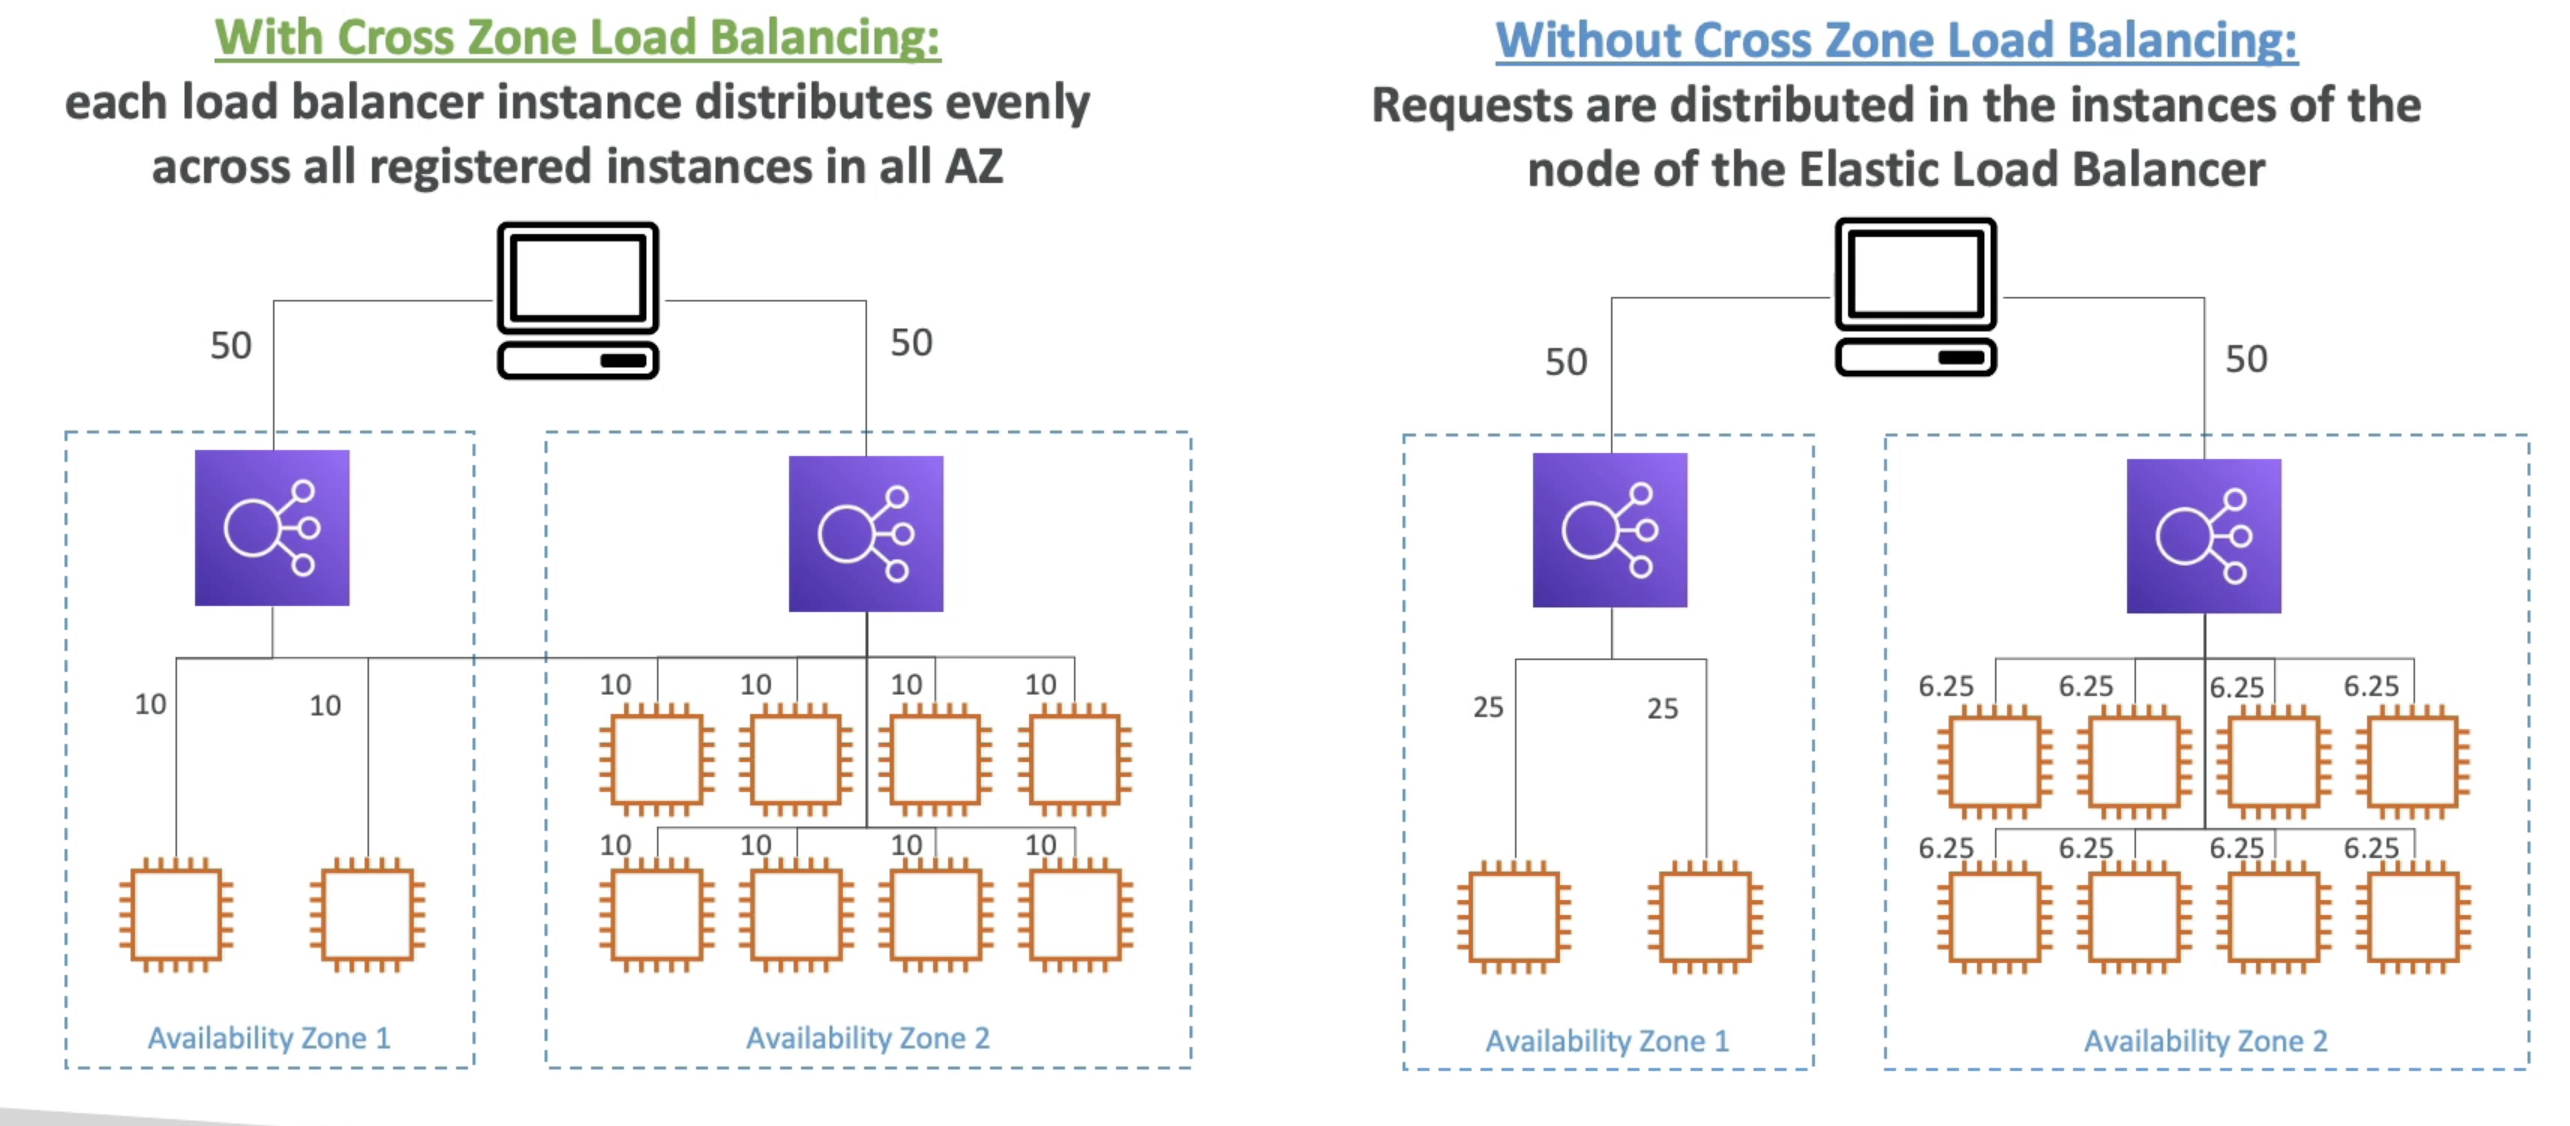 With Cross Zone Load Balancing:
each load balancer instance distributes evenly
across all registered instances in all AZ
50
50
10
10
10
10
10
10
10
10
10
10
Availability Zone 1
Availability Zone 2
Without Cross Zone Load Balancing:
Requests are distributed in the instances of the
node of the Elastic Load Balancer
50
50
25
25
6.25
6.25
6.25
6.25
6.25
6.25
6.25
6.25
Availability Zone 1
Availability Zone 2